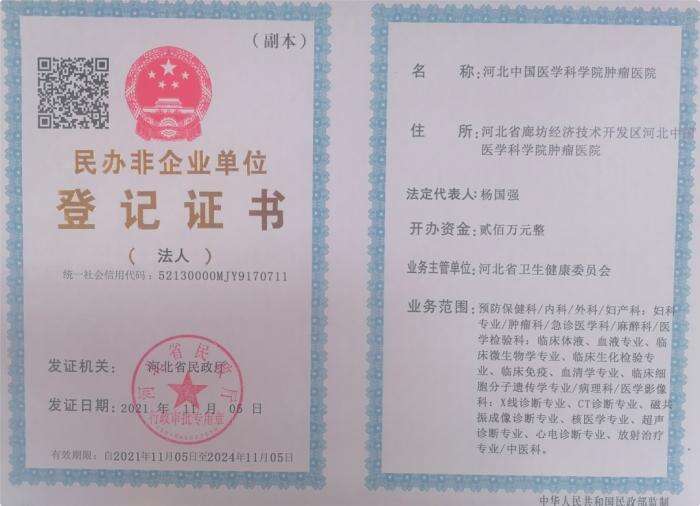 （副本）
民办非企业单位
登记证书
（法人）
统一社会信用代码：52130000MJY9170711
发证机关：河北省民政厅
发证日期：2021年11月05日
有效期限：自2021年11月05日至2024年11月05日
河北省民政厅
行政审批专用章
名称：河北中国医学科学院肿瘤医院
住所：河北省廊坊经济技术开发区河北中国
医学科学院肿瘤医院
法定代表人：杨国强
开办资金：贰佰万元整
业务主管单位：河北省卫生健康委员会
业务范围：预防保健科/内科/外科/妇产科：妇科
专业/肿瘤科/急诊医学科/麻醉科/医
学检验科：临床体液、血液专业、临
床微生物学专业、临床生化检验专
业、临床免疫、血清学专业、临床细
胞分子遗传学专业/病理科/医学影像
科：X线诊断专业、CT诊断专业、磁共
振成像诊断专业、核医学专业、超声
诊断专业、心电诊断专业、放射治疗
专业/中医科。
中华人民共和国民政部监制